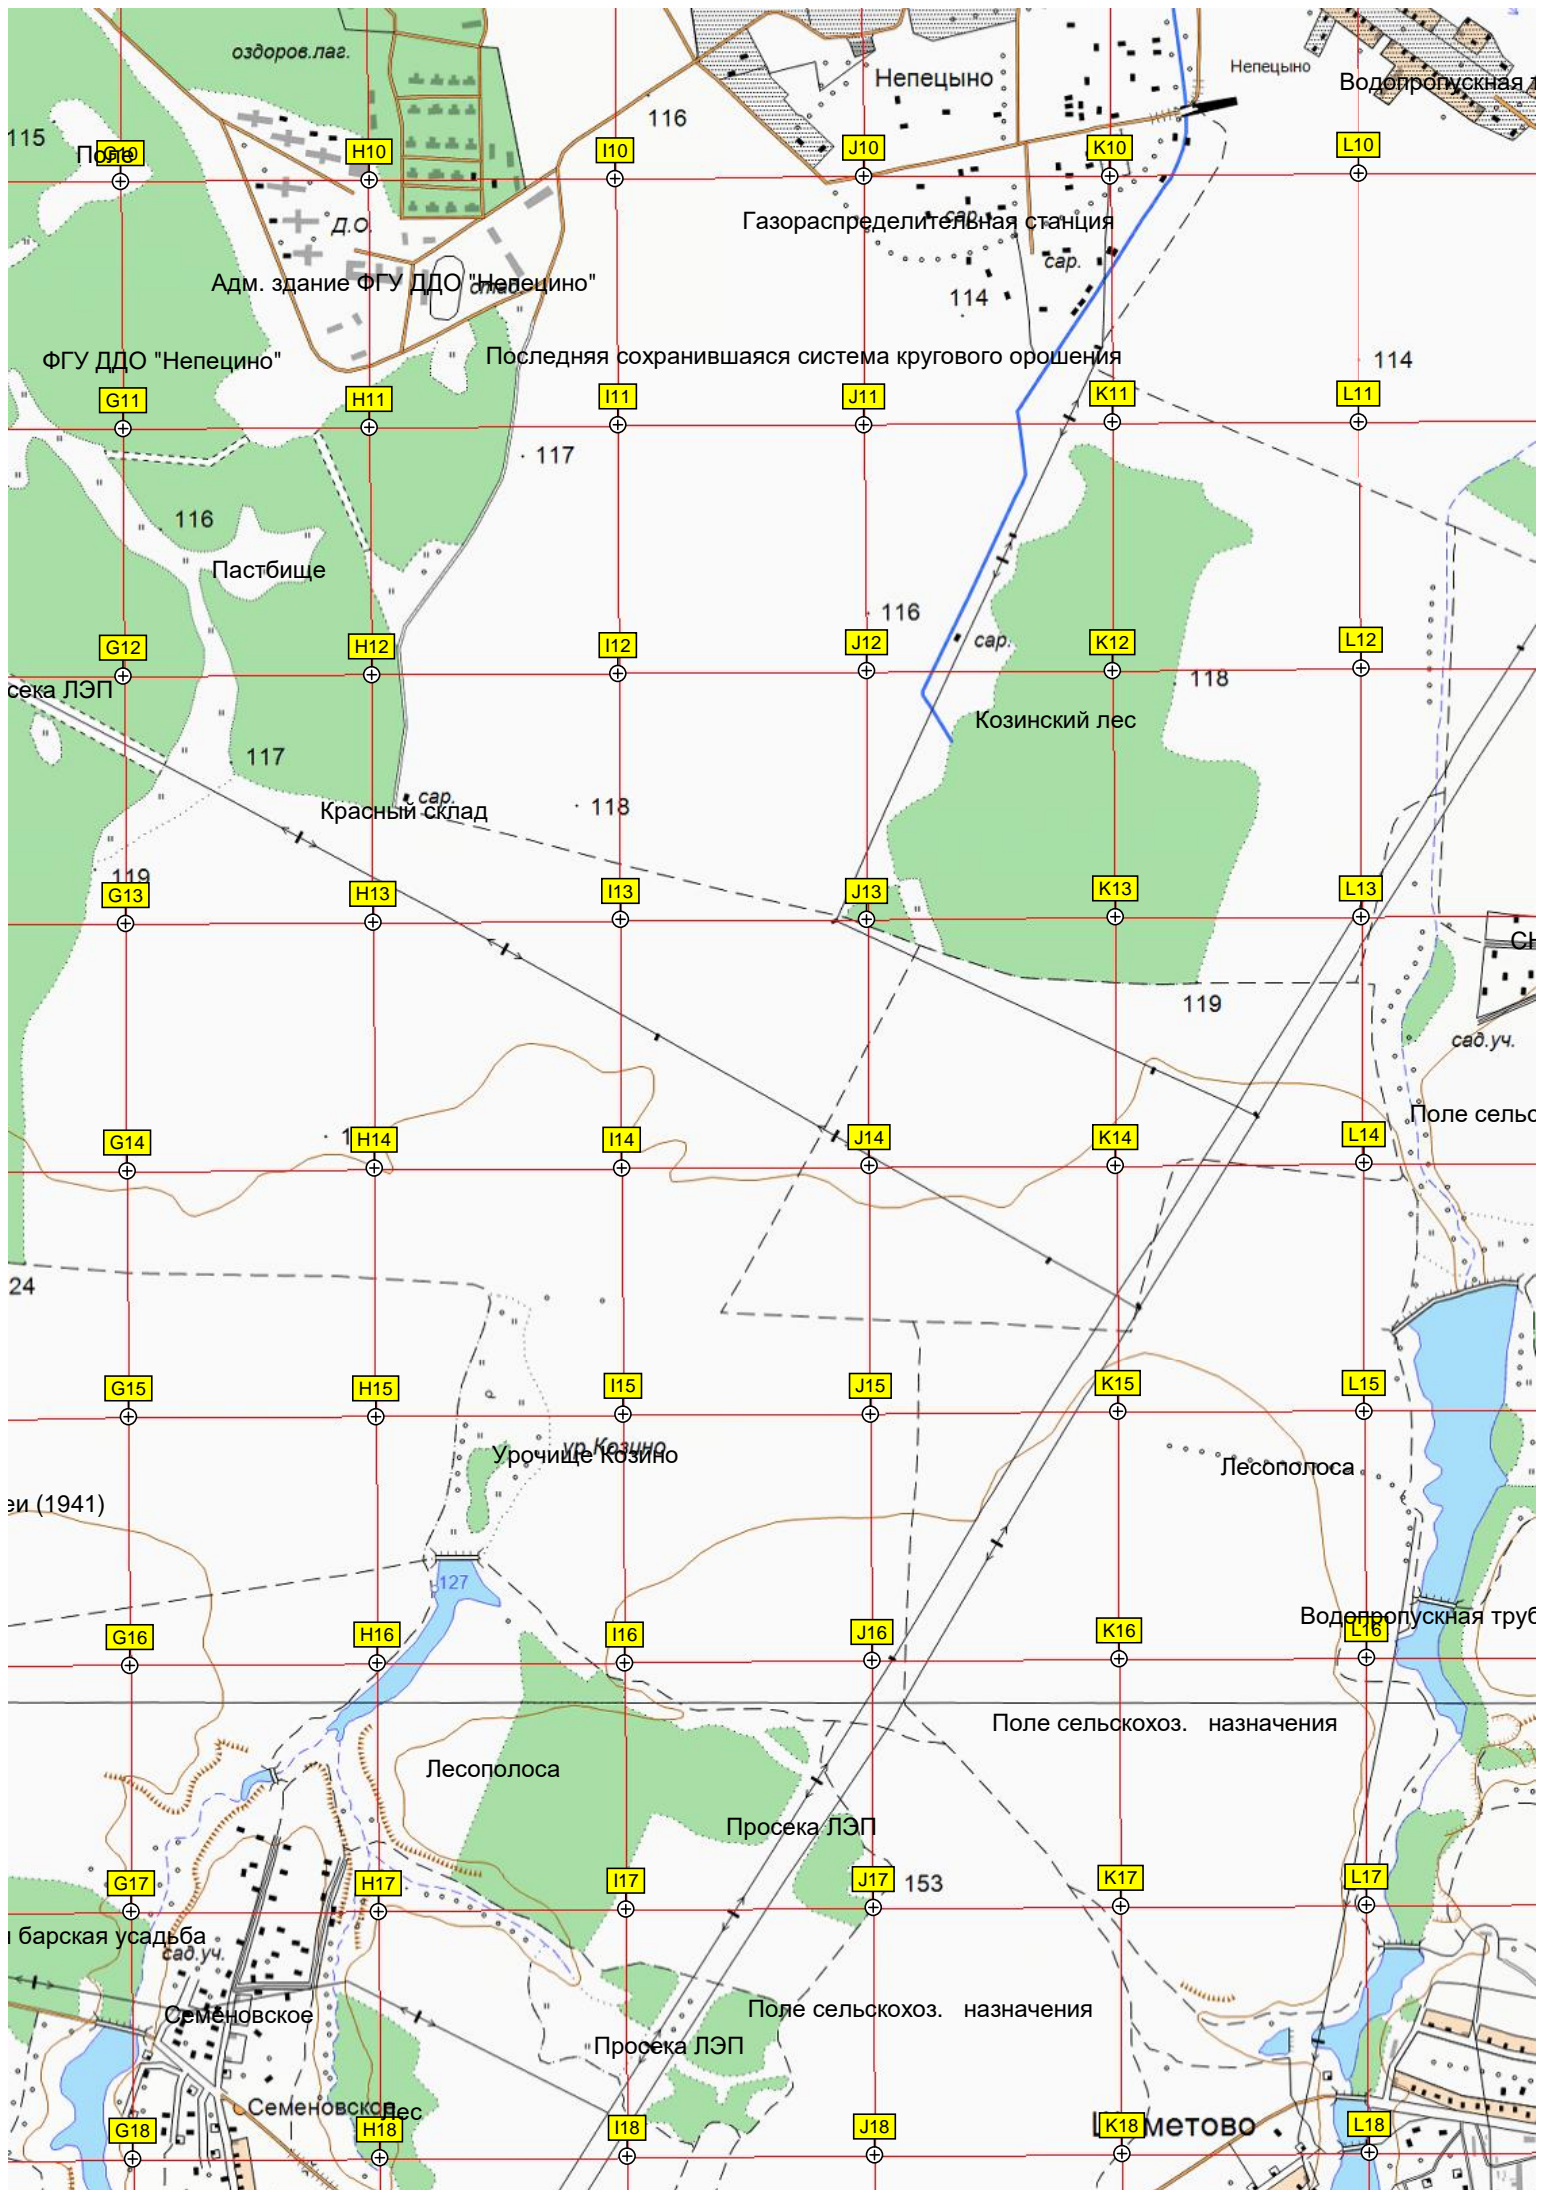 оздоров.лаг.
Непецыно
Непецыно
Водопропускная
116
115
Поле
G10
H10
I10
J10
K10
L10
Д.О.
сар.
Газораспределительная станция
сар.
Адм. здание ФГУ ДДО "Непецино"
114
ФГУ ДДО "Непецино"
Последняя сохранившаяся система кругового орошения
114
G11
H11
I11
J11
K11
L11
117
116
Пастбище
116
G12
H12
I12
J12
K12
L12
сар.
сека ЛЭП
118
Козинский лес
117
сар.
Красный склад
118
119
G13
H13
I13
J13
K13
L13
119
сад.уч.
Поле сельс
G14
H14
I14
J14
K14
L14
24
G15
H15
I15
J15
K15
L15
ур.Козино
Урочище Козино
Лесополоса
еи (1941)
127
Водопропускная труб
G16
H16
I16
J16
K16
L16
Поле сельскохоз. назначения
Лесополоса
Просека ЛЭП
G17
H17
I17
J17
K17
L17
153
барская усадьба
сад.уч.
Семеновское
Поле сельскохоз. назначения
Просека ЛЭП
Семеновское
Лес
G18
H18
I18
J18
K18
L18
метово